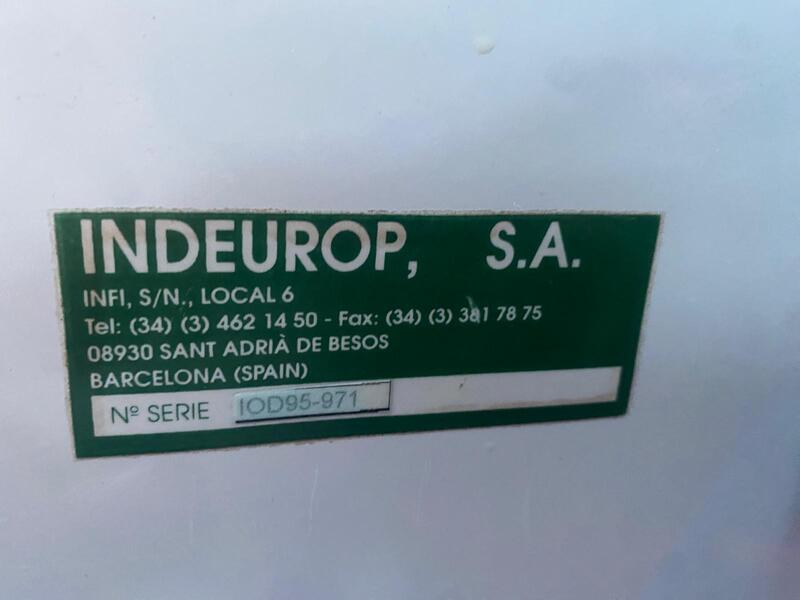 INDEUROP, S.A.
INFI, S/N., LOCAL 6
Tel: (34) (3) 462 14 50 - Fax: (34) (3) 381 78 75
08930 SANT ADRIÀ DE BESOS
BARCELONA (SPAIN)
Nº SERIE IOD95-971